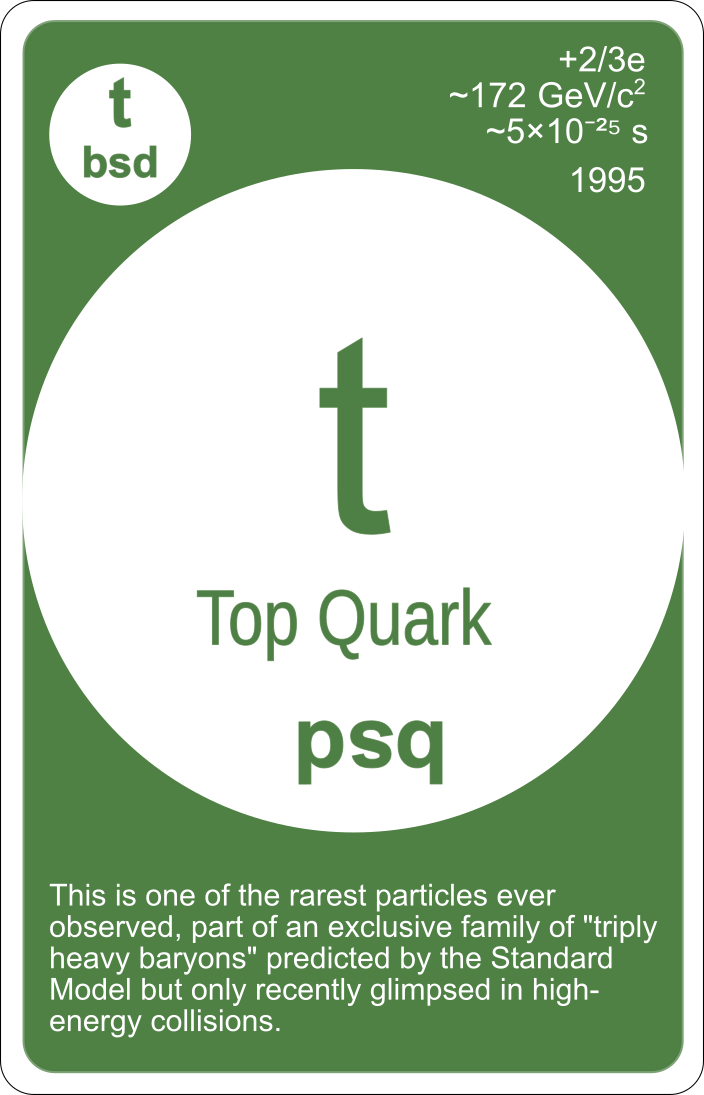 t
bsd
+2/3e
~172 GeV/c²
~5×10⁻²⁵ s
1995
t
Top Quark
psq
This is one of the rarest particles ever
observed, part of an exclusive family of "triply
heavy baryons" predicted by the Standard
Model but only recently glimpsed in high-
energy collisions.